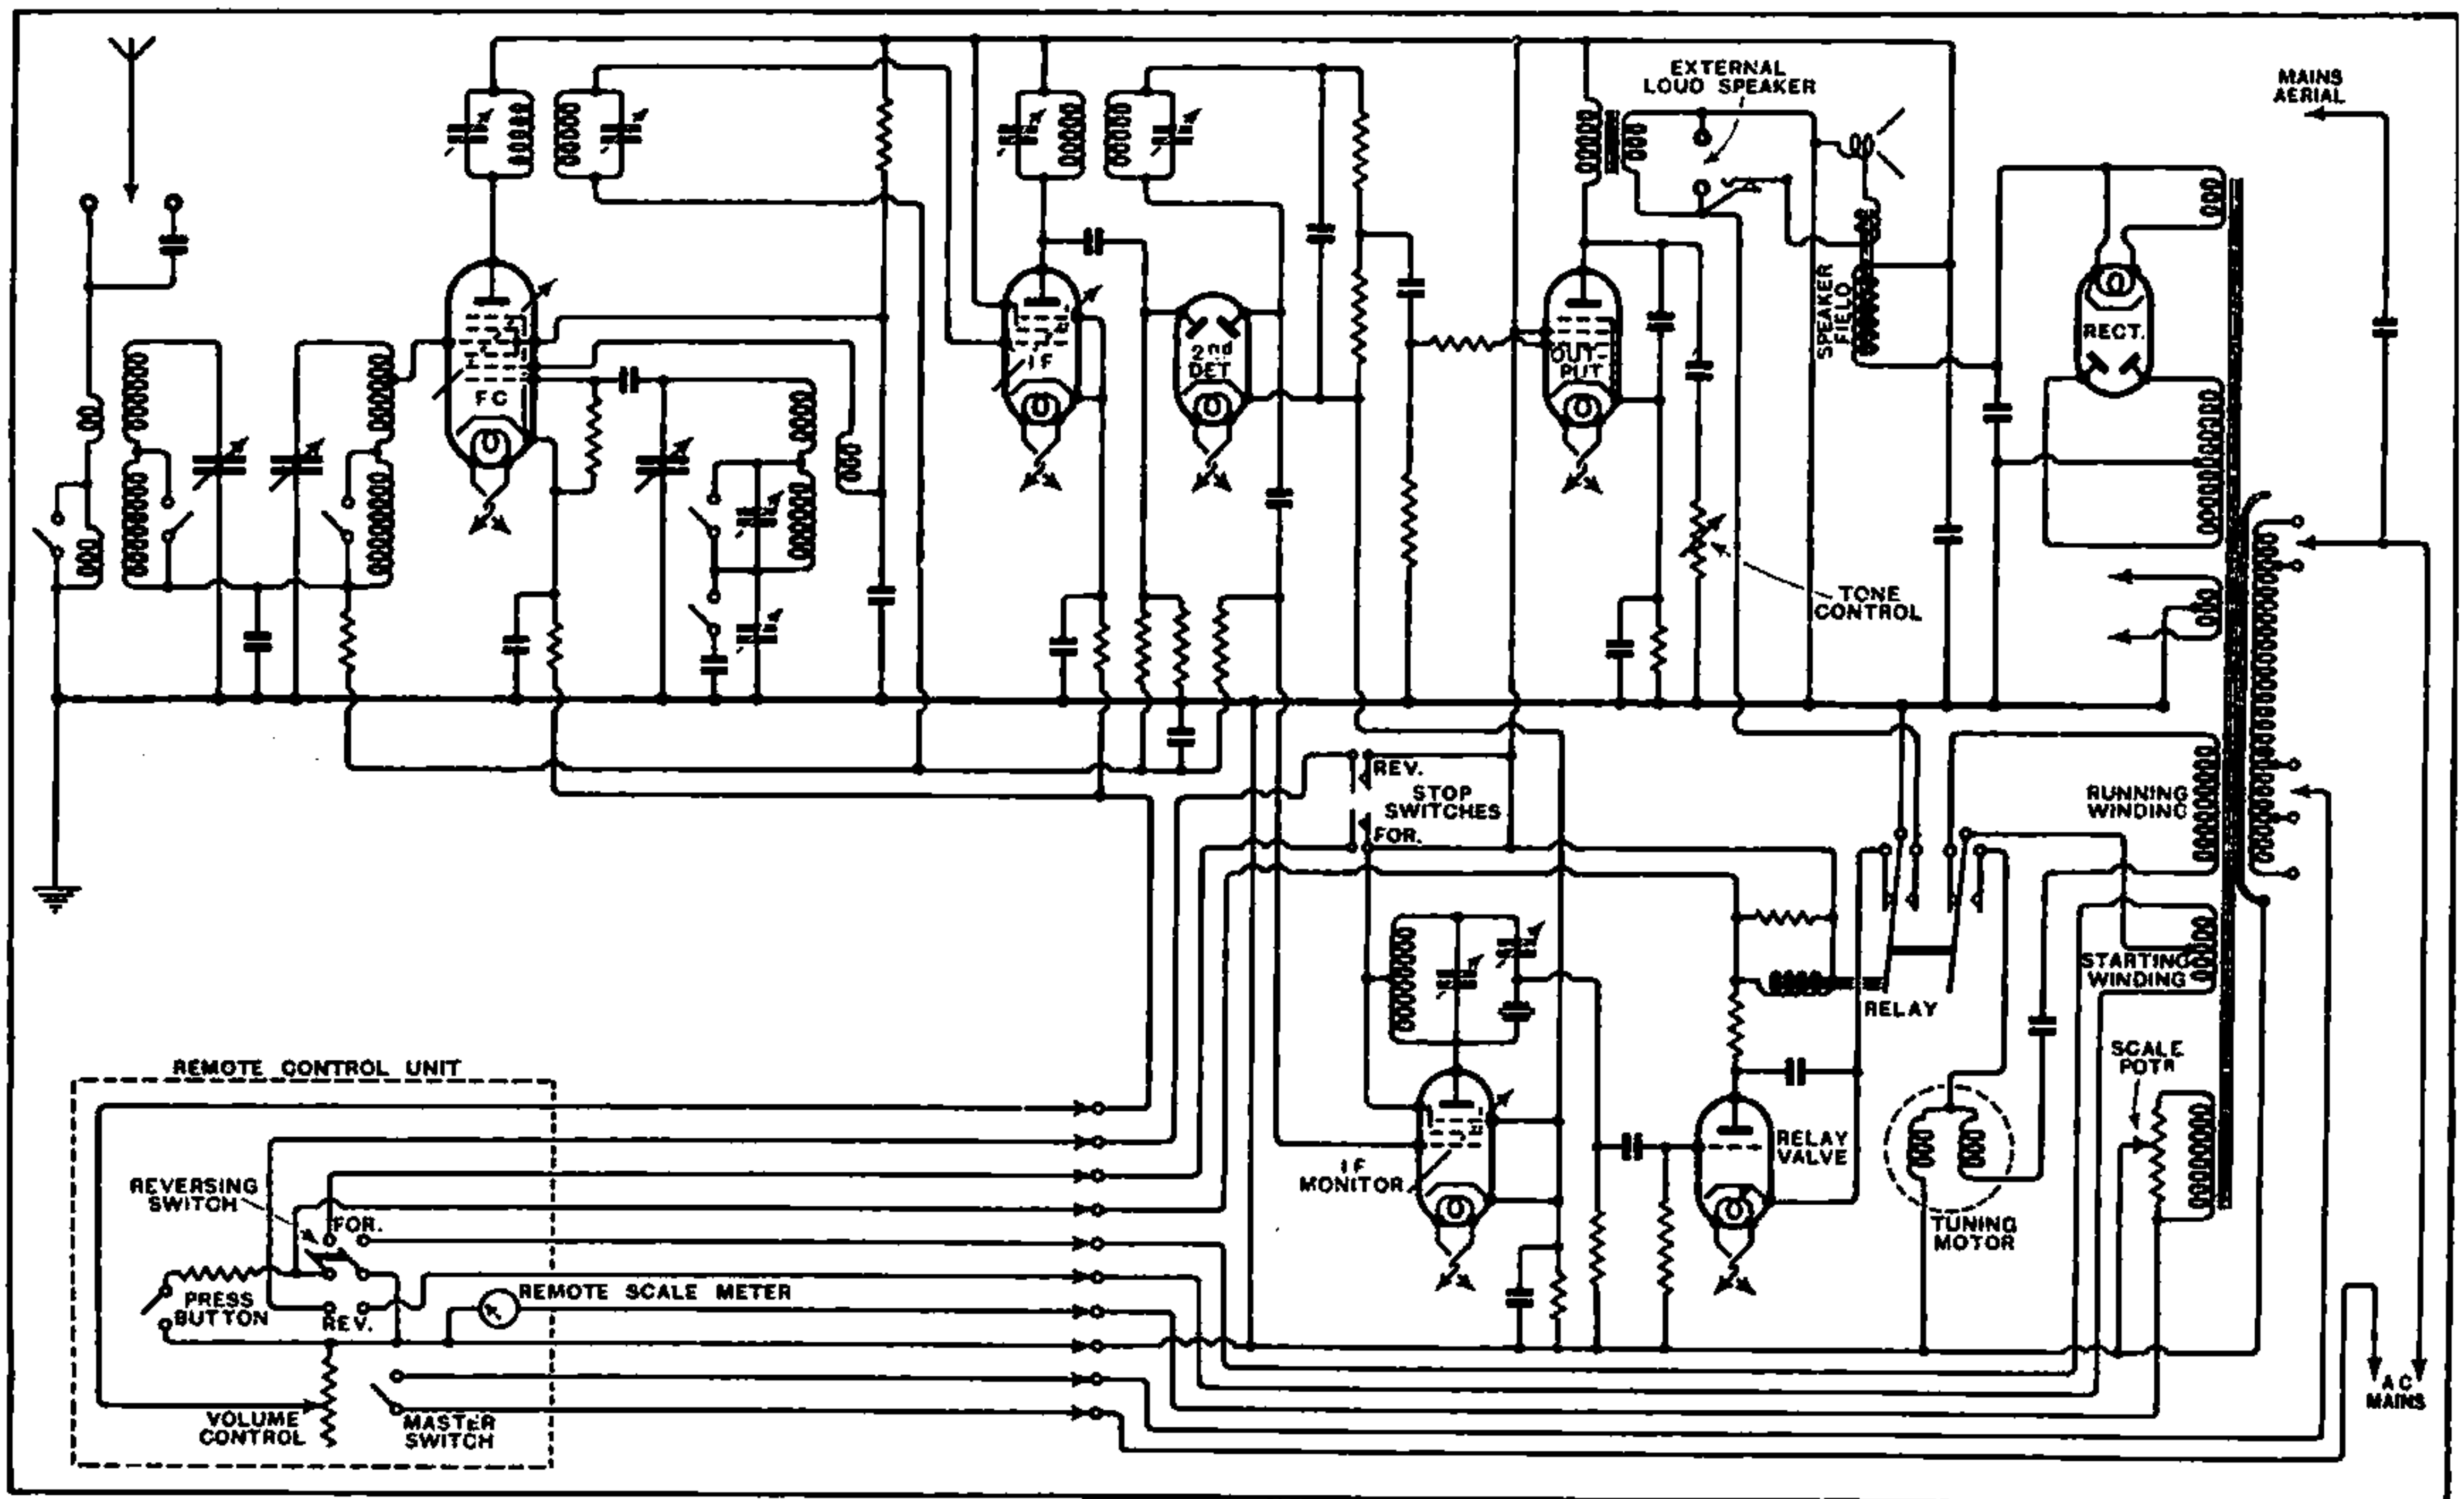 EXTERNAL
LOUD SPEAKER
MAINS
AERIAL
SPEAKER
FIELD
FC
IF
2nd
DET
OUT-
PUT
RECT.
TONE
CONTROL
REV.
STOP
SWITCHES
FOR.
RUNNING
WINDING
STARTING
WINDING
RELAY
SCALE
POTR
REMOTE CONTROL UNIT
REVERSING
SWITCH
FOR.
IF
MONITOR
RELAY
VALVE
TUNING
MOTOR
PRESS
BUTTON
REV.
REMOTE SCALE METER
VOLUME
CONTROL
MASTER
SWITCH
AC
MAINS